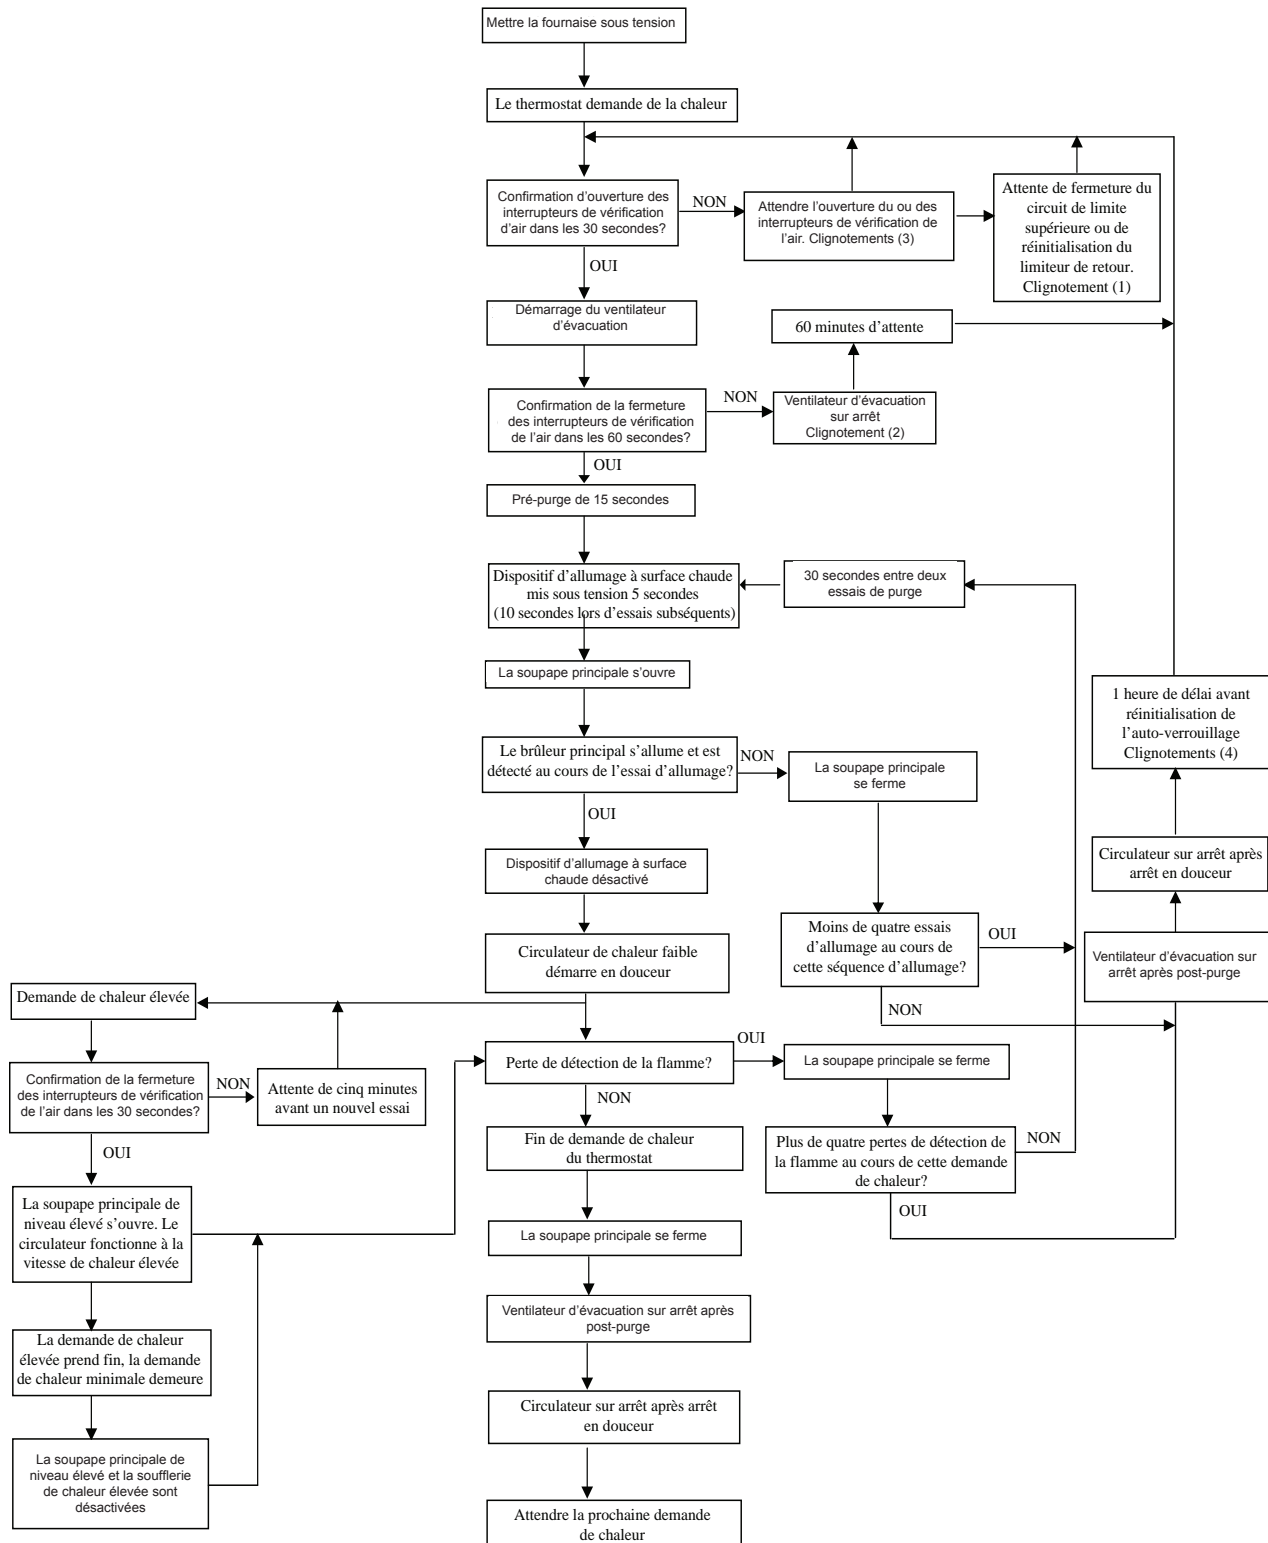 Mettre la fournaise sous tension
Le thermostat demande de la chaleur
Confirmation d'ouverture des
interrupteurs de vérification
d'air dans les 30 secondes?
NON
Attendre l'ouverture du ou des
interrupteurs de vérification de
l'air. Clignotements (3)
Attente de fermeture du
circuit de limite
supérieure ou de
réinitialisation du
limiteur de retour.
Clignotement (1)
OUI
Démarrage du ventilateur
d'évacuation
60 minutes d'attente
Confirmation de la fermeture
des interrupteurs de vérification
de l'air dans les 60 secondes?
NON
Ventilateur d'évacuation
sur arrêt
Clignotement (2)
OUI
Pré-purge de 15 secondes
Dispositif d'allumage à surface chaude
mis sous tension 5 secondes
(10 secondes lors d'essais subséquents)
30 secondes entre deux
essais de purge
La soupape principale s'ouvre
1 heure de délai avant
réinitialisation de
l'auto-verrouillage
Clignotements (4)
Le brûleur principal s'allume et est
détecté au cours de l'essai d'allumage?
NON
La soupape principale
se ferme
OUI
Dispositif d'allumage à surface
chaude désactivé
Circulateur sur arrêt après
arrêt en douceur
Circulateur de chaleur faible
démarre en douceur
Moins de quatre essais
d'allumage au cours de
cette séquence d'allumage?
OUI
Ventilateur d'évacuation sur
arrêt après post-purge
NON
Demande de chaleur élevée
Perte de détection de la flamme?
OUI
La soupape principale se ferme
Confirmation de la fermeture
des interrupteurs de vérification
de l'air dans les 30 secondes?
NON
Attente de cinq minutes
avant un nouvel essai
NON
OUI
Fin de demande de chaleur
du thermostat
Plus de quatre pertes de détection de
la flamme au cours de cette demande
de chaleur?
NON
OUI
La soupape principale de
niveau élevé s'ouvre. Le
circulateur fonctionne à la
vitesse de chaleur élevée
La soupape principale se ferme
Ventilateur d'évacuation sur arrêt après
post-purge
La demande de chaleur
élevée prend fin, la demande
de chaleur minimale demeure
Circulateur sur arrêt après arrêt
en douceur
La soupape principale de
niveau élevé et la soufflerie
de chaleur élevée sont
désactivées
Attendre la prochaine demande
de chaleur